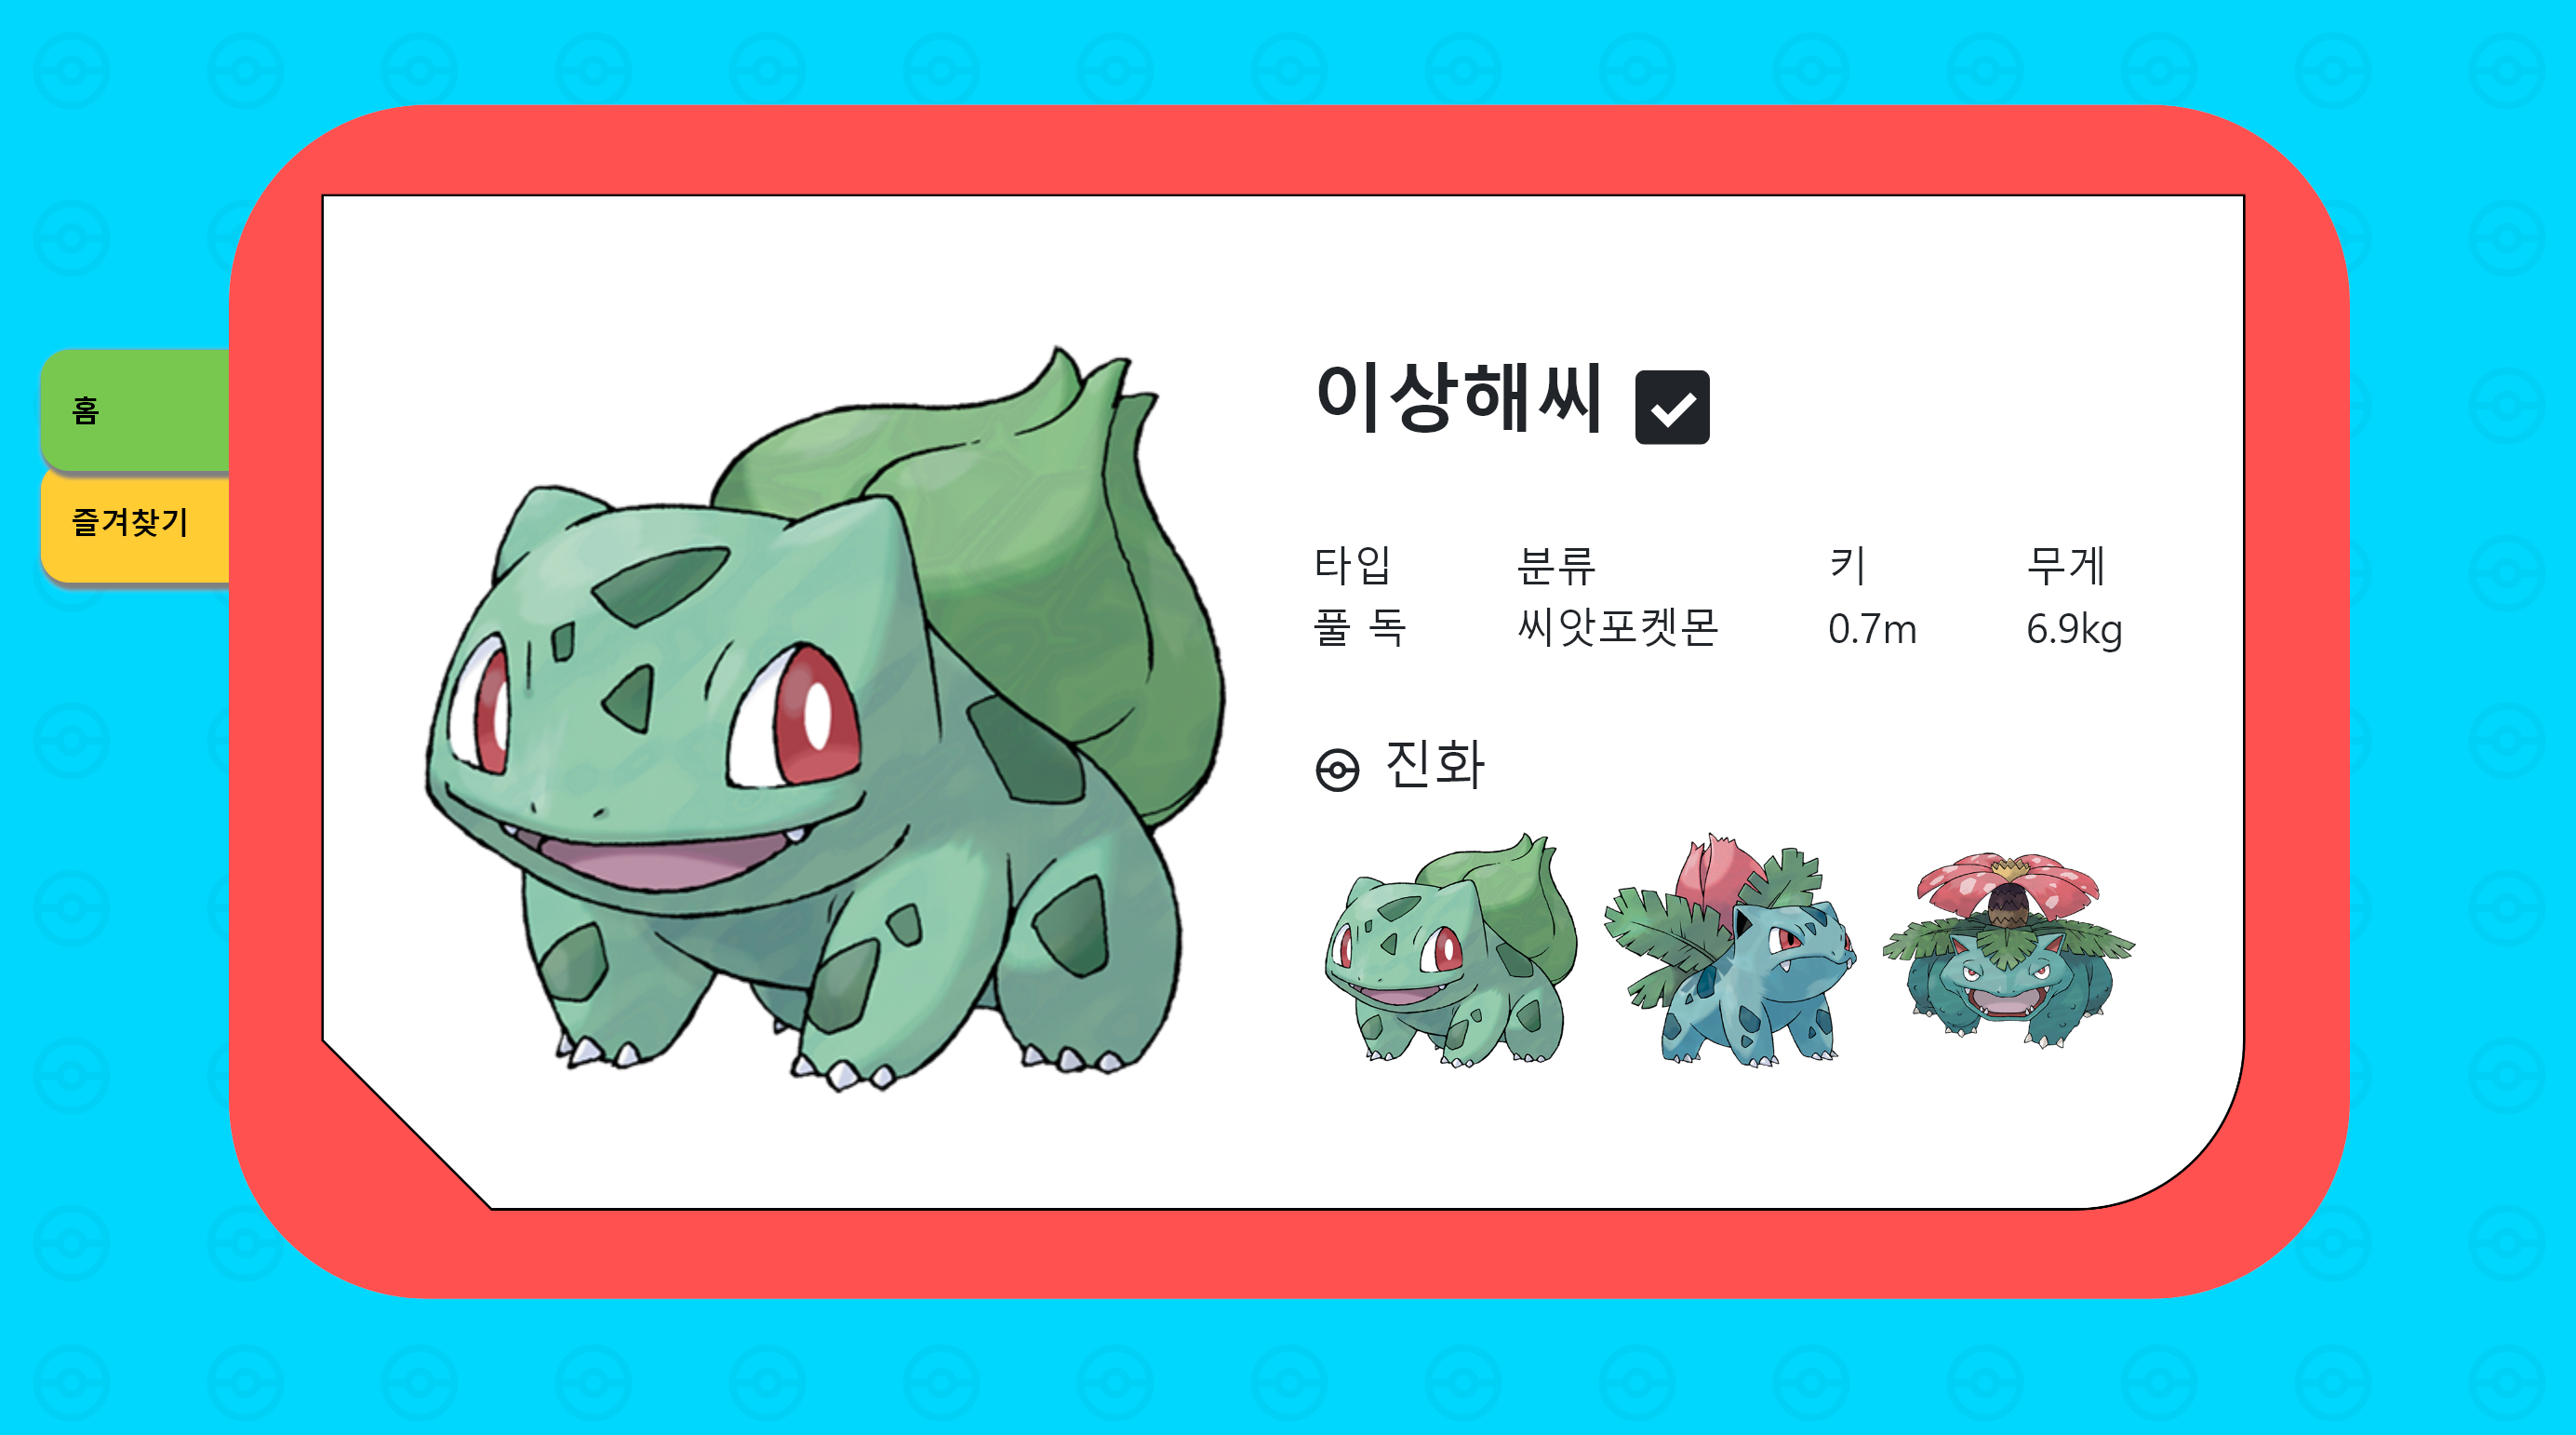 홈
즐겨찾기
이상해씨
타입 분류 키 무게
풀 독 씨앗포켓몬 0.7m 6.9kg
진화